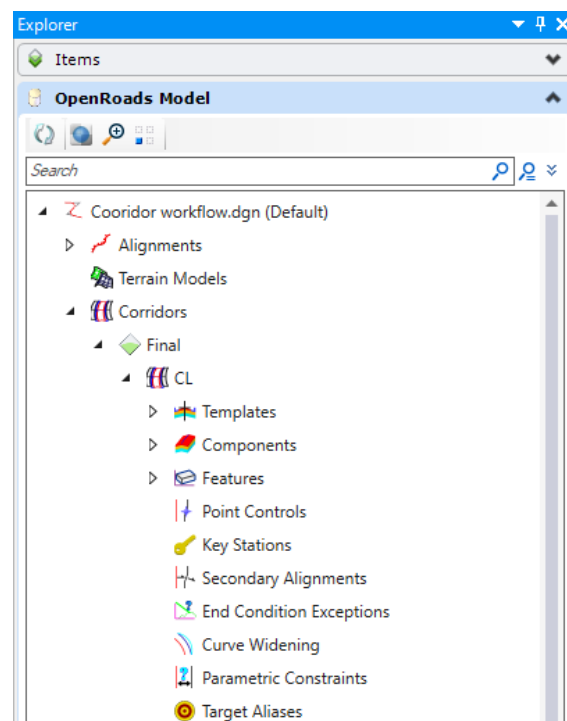 Explorer
Items
OpenRoads Model
Search
Cooridor workflow.dgn (Default)
Alignments
Terrain Models
Corridors
Final
CL
Templates
Components
Features
Point Controls
Key Stations
Secondary Alignments
End Condition Exceptions
Curve Widening
Parametric Constraints
Target Aliases